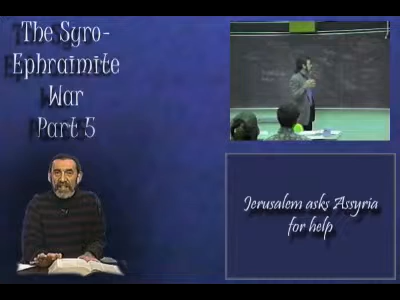 The Syro-
Ephraimite
War
Part 5
Jerusalem asks Assyria
for help